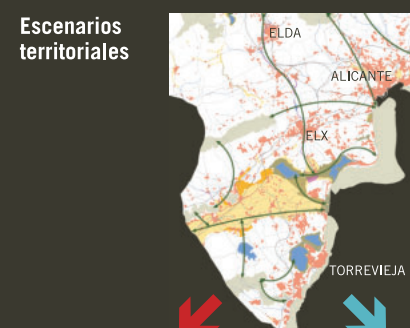 Escenarios
territoriales
ELDA
ALICANTE
ELX
TORREVIEJA